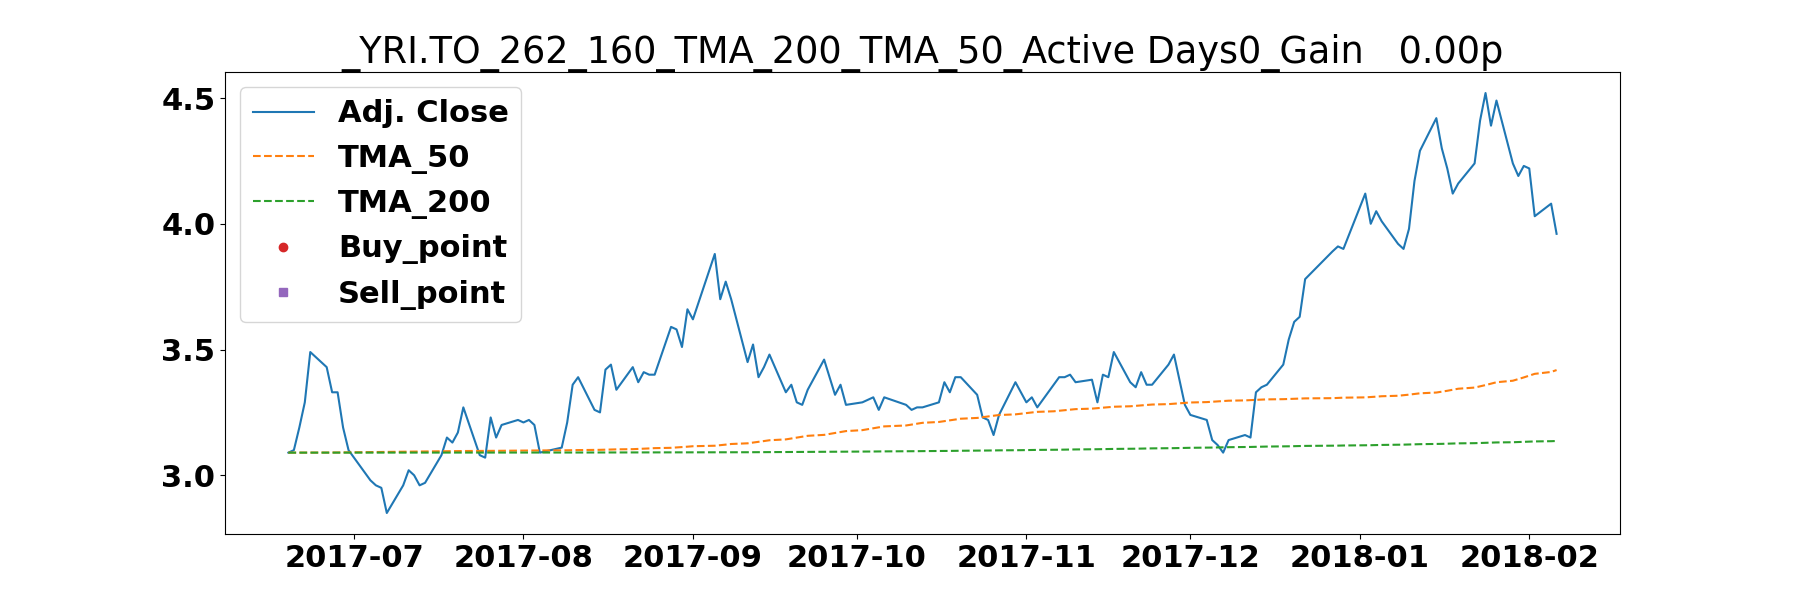 _YRI.TO_262_160_TMA_200_TMA_50_Active Days0_Gain   0.00p
4.5
4.0
3.5
3.0
Adj. Close
TMA_50
TMA_200
Buy_point
Sell_point
2017-07 2017-08 2017-09 2017-10 2017-11 2017-12 2018-01 2018-02